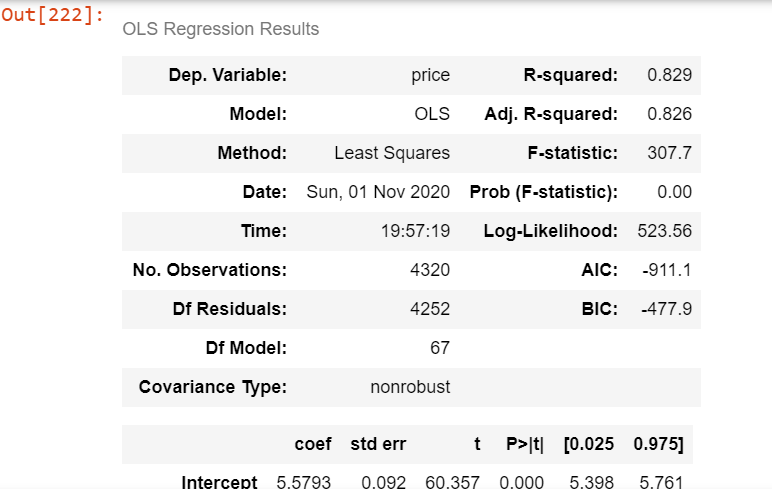 Out[222]:
OLS Regression Results
Dep. Variable: price R-squared: 0.829
Model: OLS Adj. R-squared: 0.826
Method: Least Squares F-statistic: 307.7
Date: Sun, 01 Nov 2020 Prob (F-statistic): 0.00
Time: 19:57:19 Log-Likelihood: 523.56
No. Observations: 4320 AIC: -911.1
Df Residuals: 4252 BIC: -477.9
Df Model: 67
Covariance Type: nonrobust
coef std err t P>|t| [0.025 0.975]
Intercept 5.5793 0.092 60.357 0.000 5.398 5.761